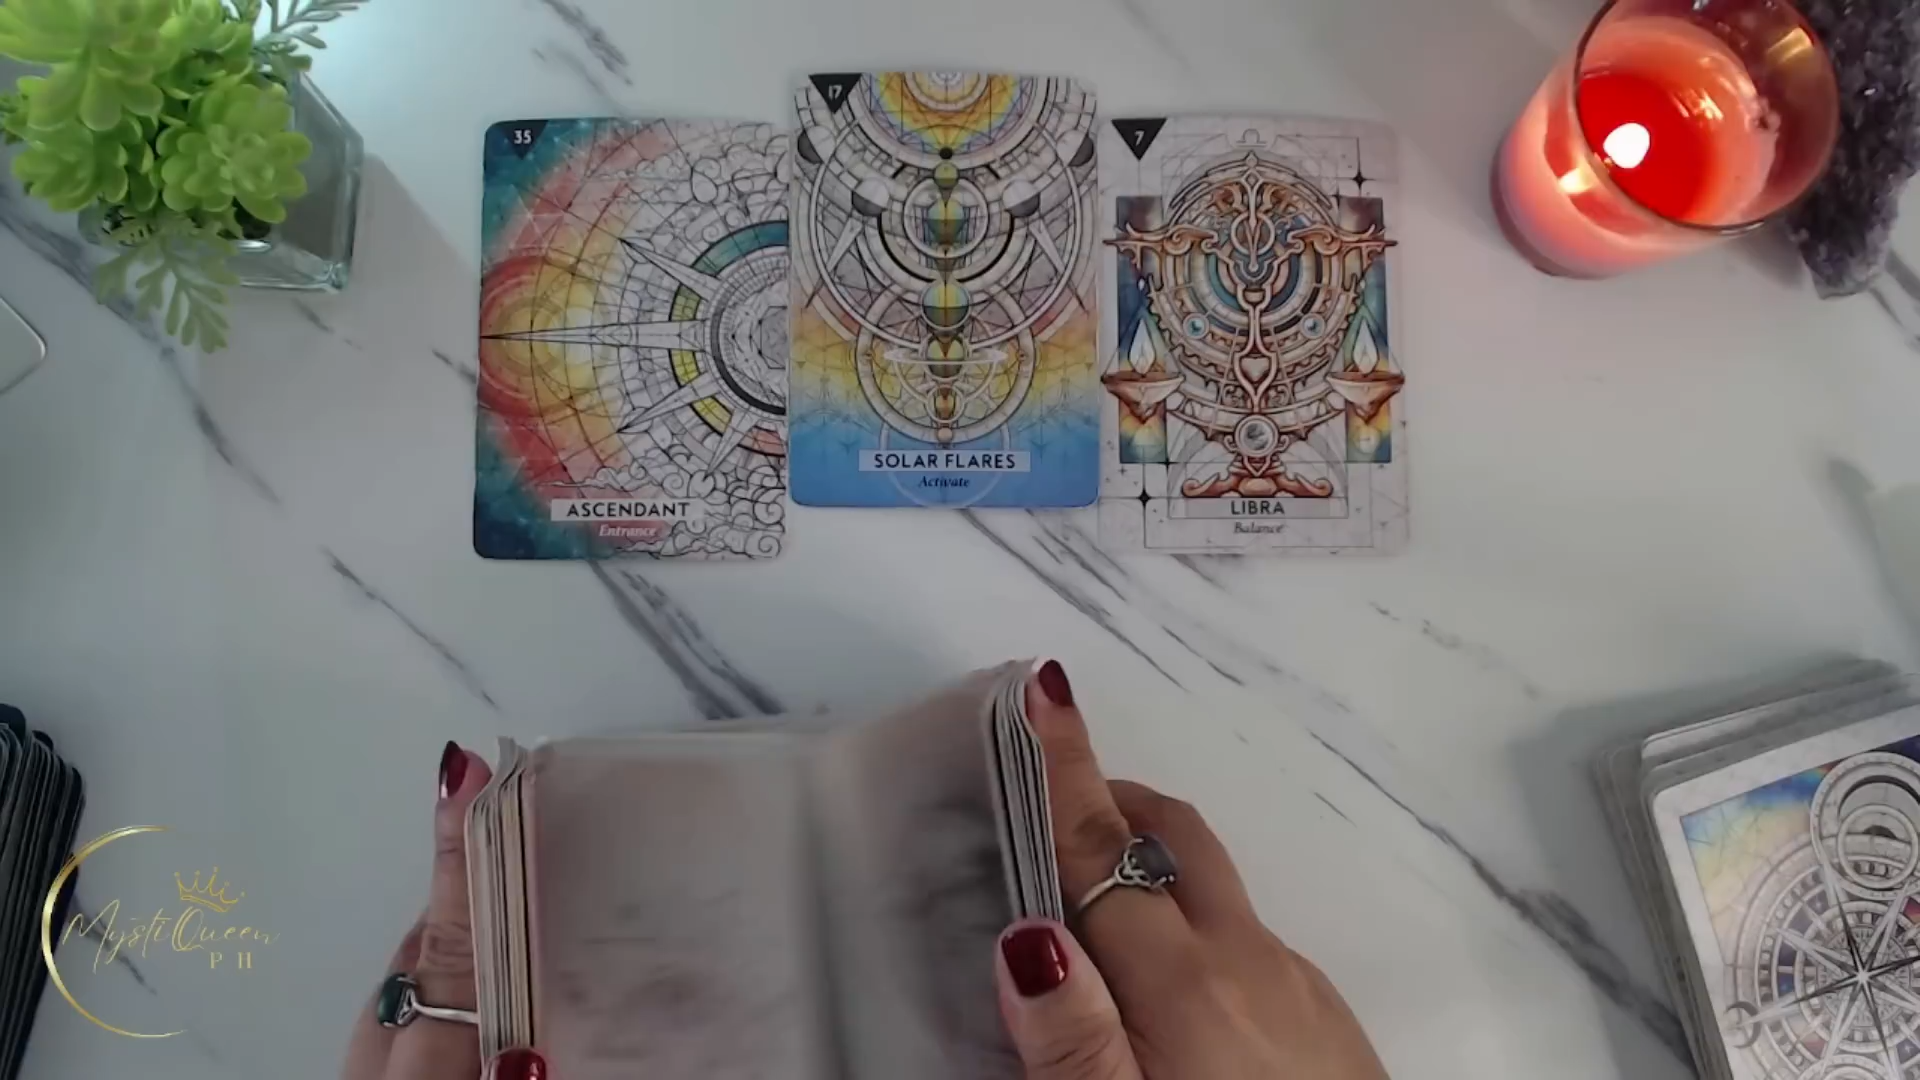 35
ASCENDANT
Entrance
17
SOLAR FLARES
Activate
7
LIBRA
Balance
MystiQueen
PH